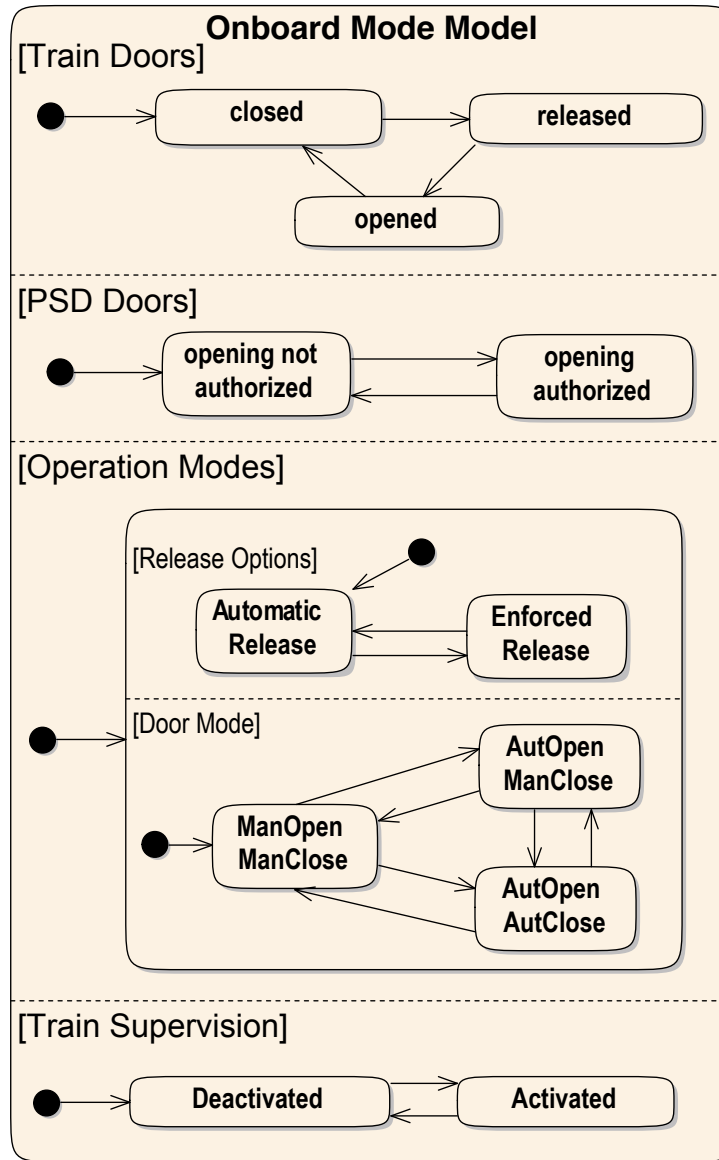 Onboard Mode Model
[Train Doors]
closed
released
opened
[PSD Doors]
opening not
authorized
opening
authorized
[Operation Modes]
[Release Options]
Automatic
Release
Enforced
Release
[Door Mode]
AutOpen
ManClose
ManOpen
ManClose
AutOpen
AutClose
[Train Supervision]
Deactivated
Activated